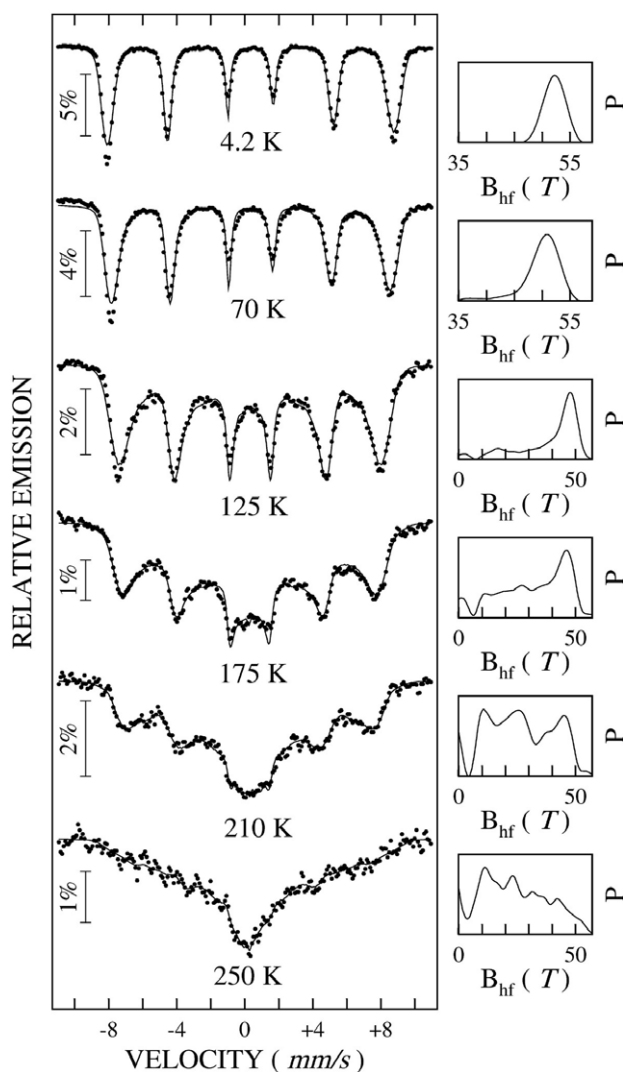 5%
4.2 K
35 55
B_hf ( T )
P
4%
70 K
35 55
B_hf ( T )
P
2%
125 K
0 50
B_hf ( T )
P
1%
175 K
0 50
B_hf ( T )
P
2%
210 K
0 50
B_hf ( T )
P
1%
250 K
0 50
B_hf ( T )
P
RELATIVE EMISSION
-8 -4 0 +4 +8
VELOCITY ( mm/s )